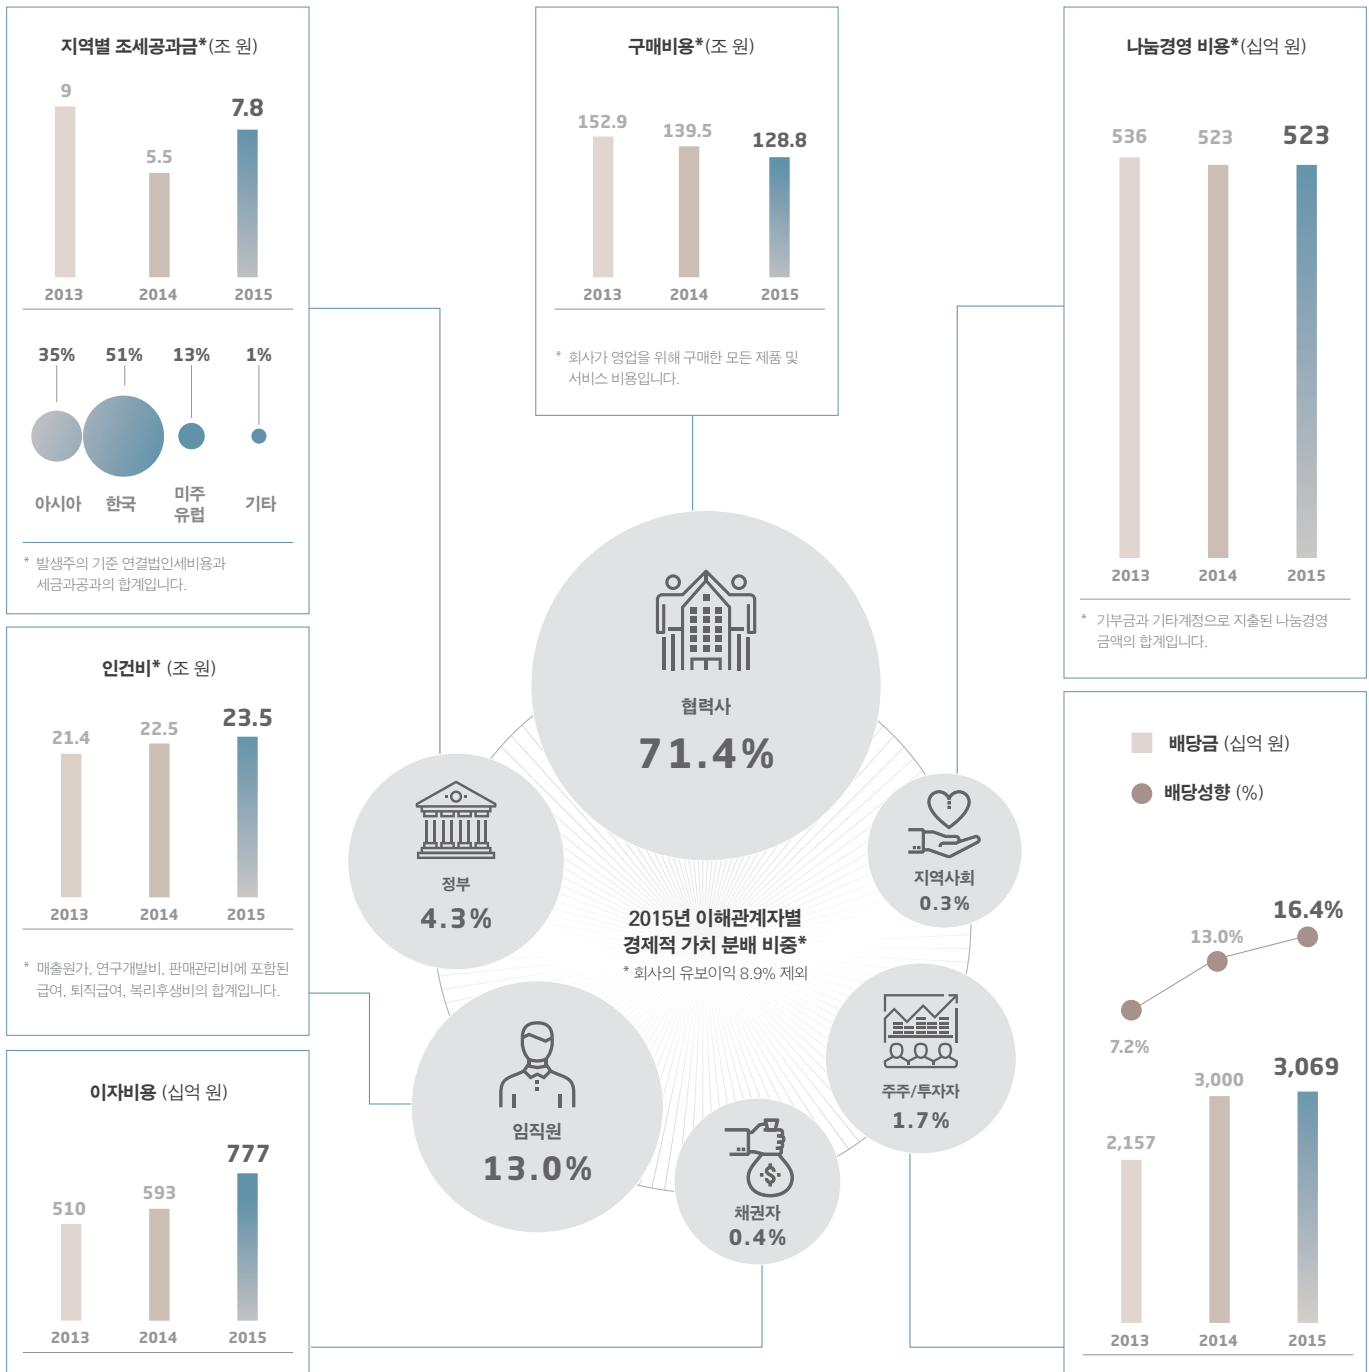 지역별 조세공과금*(조 원)
9
5.5
7.8
2013 2014 2015
35% 51% 13% 1%
아시아 한국 미주 유럽 기타
* 발생주의 기준 연결법인세비용과
세금과공과의 합계입니다.
구매비용*(조 원)
152.9
139.5
128.8
2013 2014 2015
* 회사가 영업을 위해 구매한 모든 제품 및
서비스 비용입니다.
나눔경영 비용*(십억 원)
536 523 523
2013 2014 2015
* 기부금과 기타계정으로 지출된 나눔경영
금액의 합계입니다.
인건비* (조 원)
21.4 22.5 23.5
2013 2014 2015
* 매출원가, 연구개발비, 판매관리비에 포함된
급여, 퇴직급여, 복리후생비의 합계입니다.
이자비용 (십억 원)
510 593 777
2013 2014 2015
협력사
71.4%
정부
4.3%
지역사회
0.3%
2015년 이해관계자별
경제적 가치 분배 비중*
* 회사의 유보이익 8.9% 제외
주주/투자자
1.7%
임직원
13.0%
채권자
0.4%
배당금 (십억 원)
배당성향 (%)
7.2%
13.0%
16.4%
2,157
3,000
3,069
2013 2014 2015